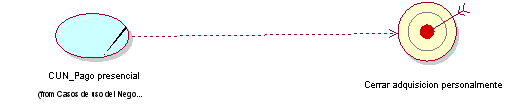 CUN_Pago presencial
(from Casos de uso del Nego...
Cerrar adquisicion personalmente